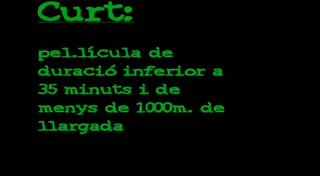 Curt:
pel.lícula de
duració inferior a
35 minuts i de
menys de 1000m. de
llargada